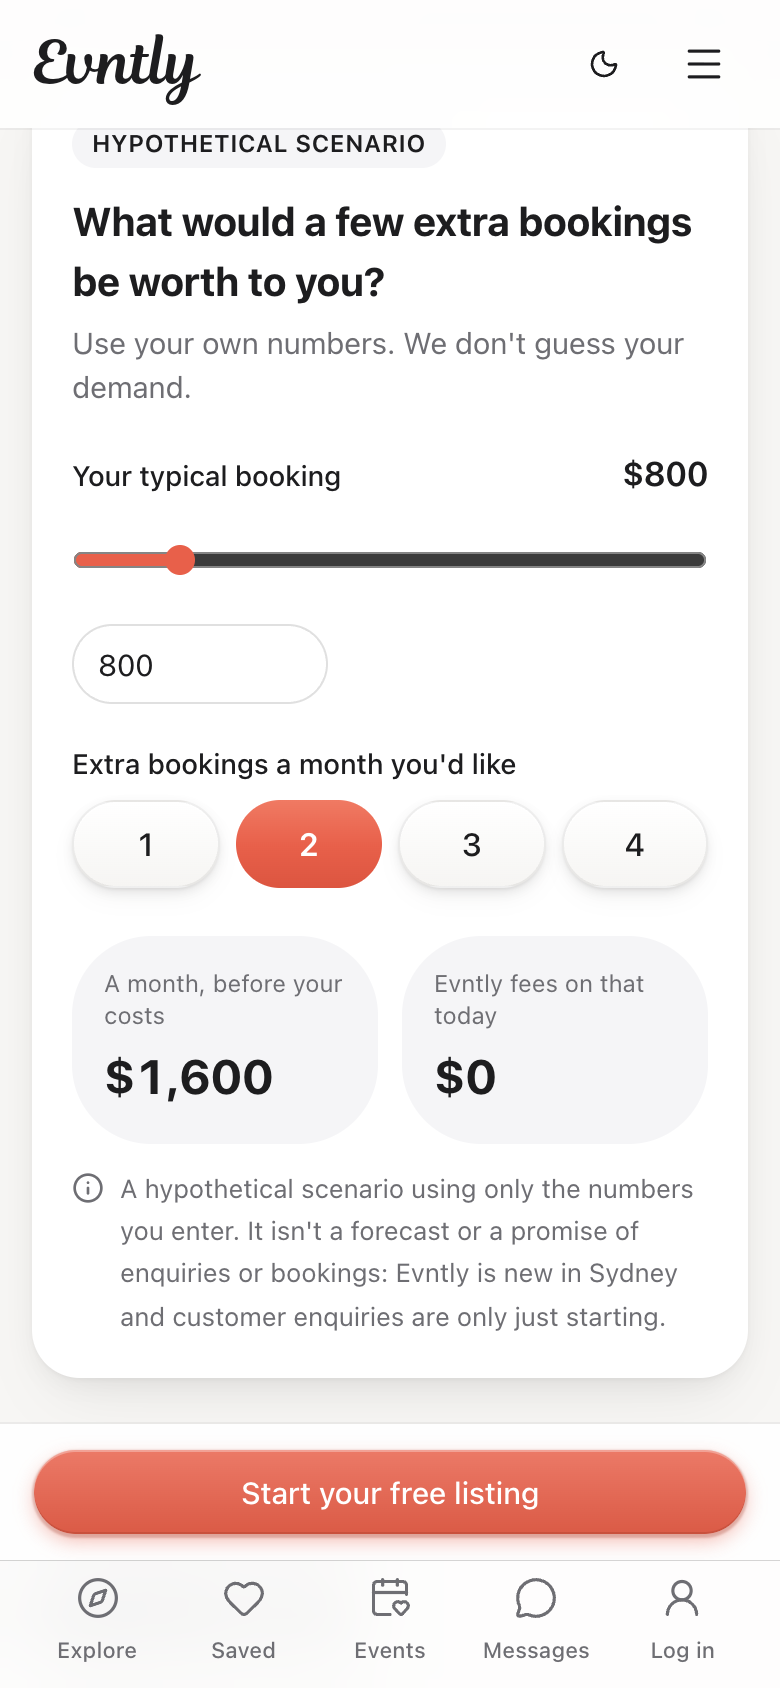 Evntly
HYPOTHETICAL SCENARIO
What would a few extra bookings
be worth to you?
Use your own numbers. We don't guess your
demand.
Your typical booking
$800
800
Extra bookings a month you'd like
1
2
3
4
A month, before your
costs
$1,600
Evntly fees on that
today
$0
A hypothetical scenario using only the numbers
you enter. It isn't a forecast or a promise of
enquiries or bookings: Evntly is new in Sydney
and customer enquiries are only just starting.
Start your free listing
Explore
Saved
Events
Messages
Log in